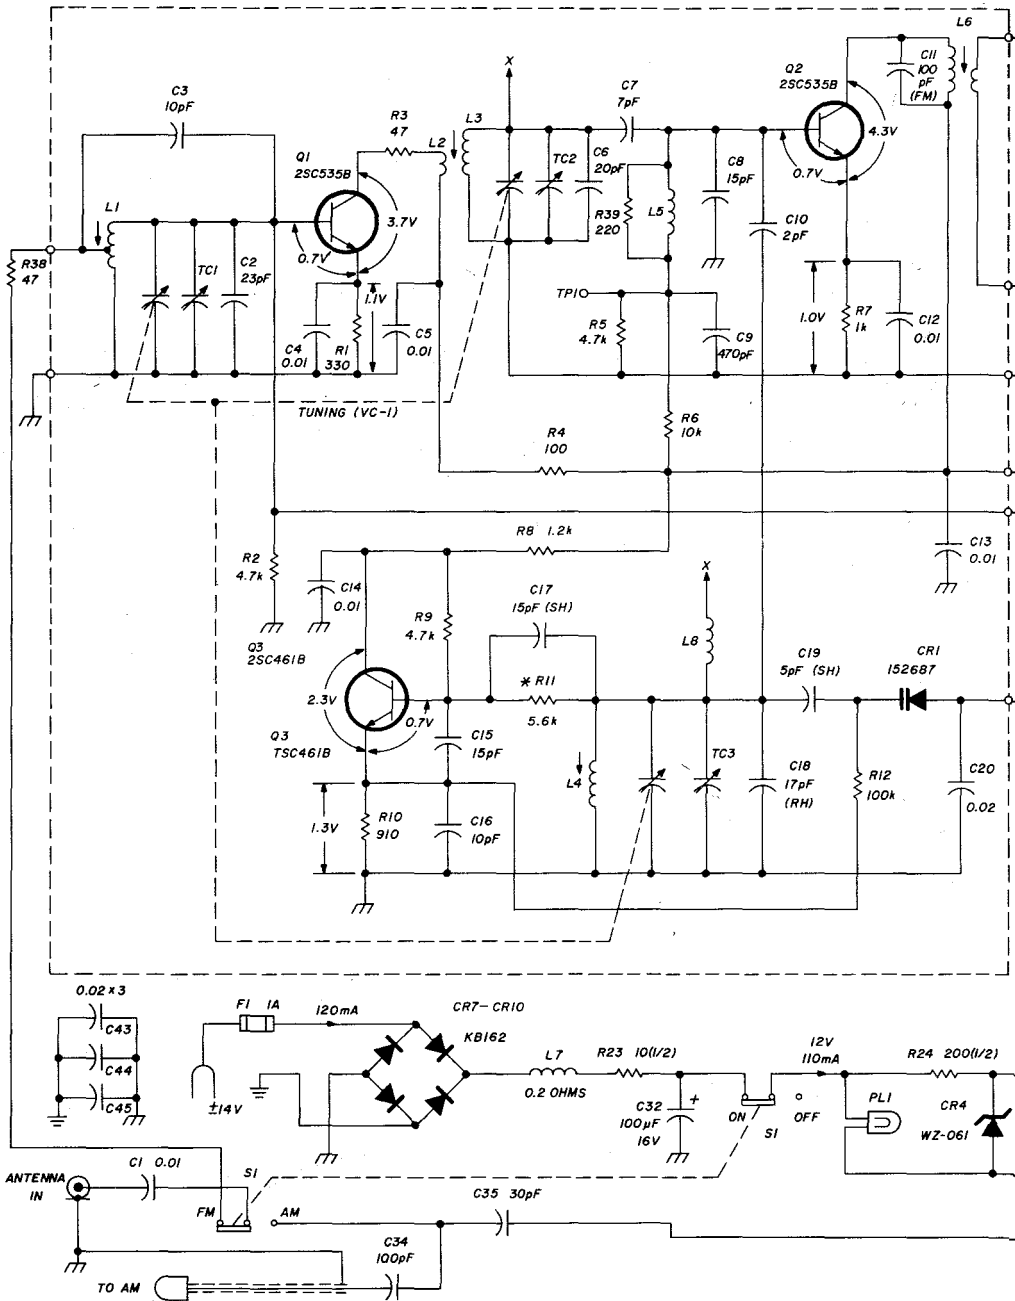 L6
C11
100
pF
(FM)
Q2
2SC535B
4.3V
0.7V
C3
10pF
X
C7
7pF
R3
47
L2
L3
Q1
2SC535B
TC2
C6
20pF
C8
15pF
L1
3.7V
R39
220
L5
C10
2pF
R38
47
TC1
C2
23pF
0.7V
1.1V
TP1
R5
4.7k
C9
470pF
1.0V
R7
1k
C12
0.01
C4
0.01
R1
330
C5
0.01
TUNING (VC-1)
R6
10k
R4
100
R8 1.2k
R2
4.7k
C14
0.01
C13
0.01
C17
15pF (SH)
X
Q3
2SC461B
R9
4.7k
L8
C19
5pF (SH)
CR1
152687
* R11
5.6k
2.3V
0.7V
Q3
TSC461B
C15
15pF
TC3
C18
17pF
(RH)
L4
R12
100k
C20
0.02
1.3V
R10
910
C16
10pF
0.02 x 3
C43
C44
C45
F1 1A
120mA
CR7-CR10
KB162
±14V
L7
0.2 OHMS
R23 10(1/2)
12V
110mA
R24 200(1/2)
C32
100µF
16V
+
ON
S1
OFF
PL1
CR4
WZ-061
ANTENNA
IN
C1 0.01
S1
FM
AM
C35 30pF
C34
100pF
TO AM